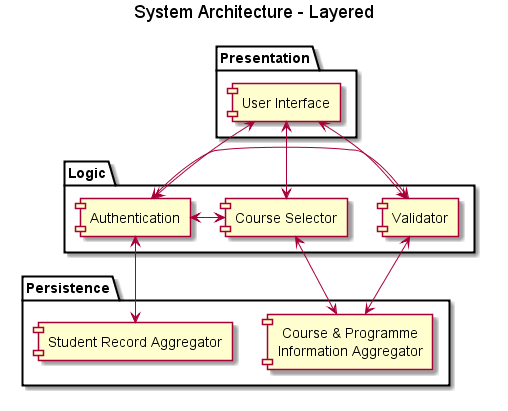 System Architecture - Layered
Presentation
User Interface
Logic
Authentication
Course Selector
Validator
Persistence
Student Record Aggregator
Course & Programme
Information Aggregator